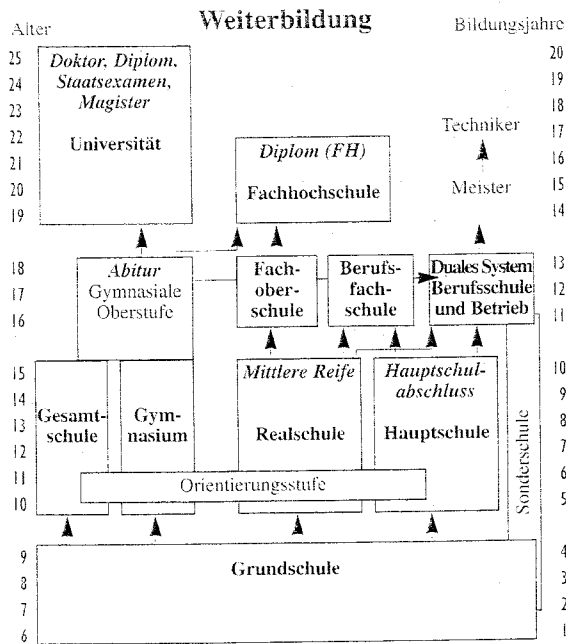 Weiterbildung
Alter
Bildungsjahre
25
24
23
22
21
20
19
18
17
16
15
14
13
12
11
10
9
8
7
6
20
19
18
17
16
15
14
13
12
11
10
9
8
7
6
5
4
3
2
1
Doktor, Diplom,
Staatsexamen,
Magister
Universität
Diplom (FH)
Fachhochschule
Techniker
Meister
Abitur
Gymnasiale
Oberstufe
Fach-
ober-
schule
Berufs-
fach-
schule
Duales System
Berufsschule
und Betrieb
Gesamt-
schule
Gym-
nasium
Mittlere Reife
Realschule
Hauptschul-
abschluss
Hauptschule
Sonderschule
Orientierungsstufe
Grundschule